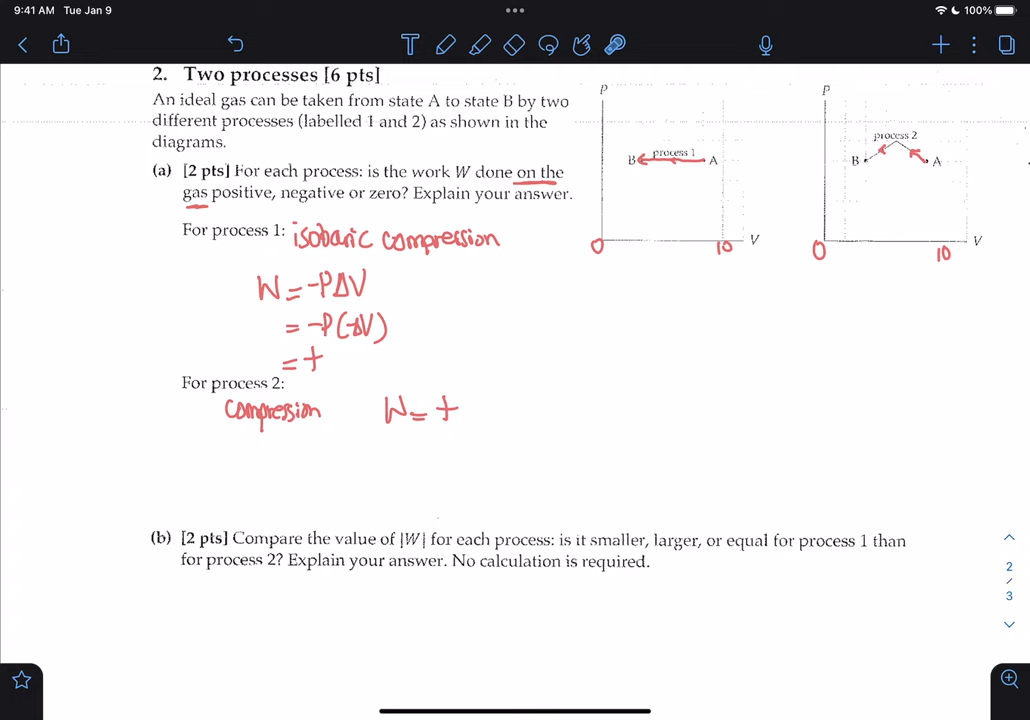 9:41 AM Tue Jan 9
100%
2. Two processes [6 pts]
An ideal gas can be taken from state A to state B by two
different processes (labelled 1 and 2) as shown in the
diagrams.
(a) [2 pts] For each process: is the work W done on the
gas positive, negative or zero? Explain your answer.
For process 1: isobaric compression
W = -PΔV
= -P(-ΔV)
= +
For process 2:
compression W = +
P
process 1
B A
V
0 10
P
process 2
B A
V
0 10
(b) [2 pts] Compare the value of |W| for each process: is it smaller, larger, or equal for process 1 than
for process 2? Explain your answer. No calculation is required.
2
/
3